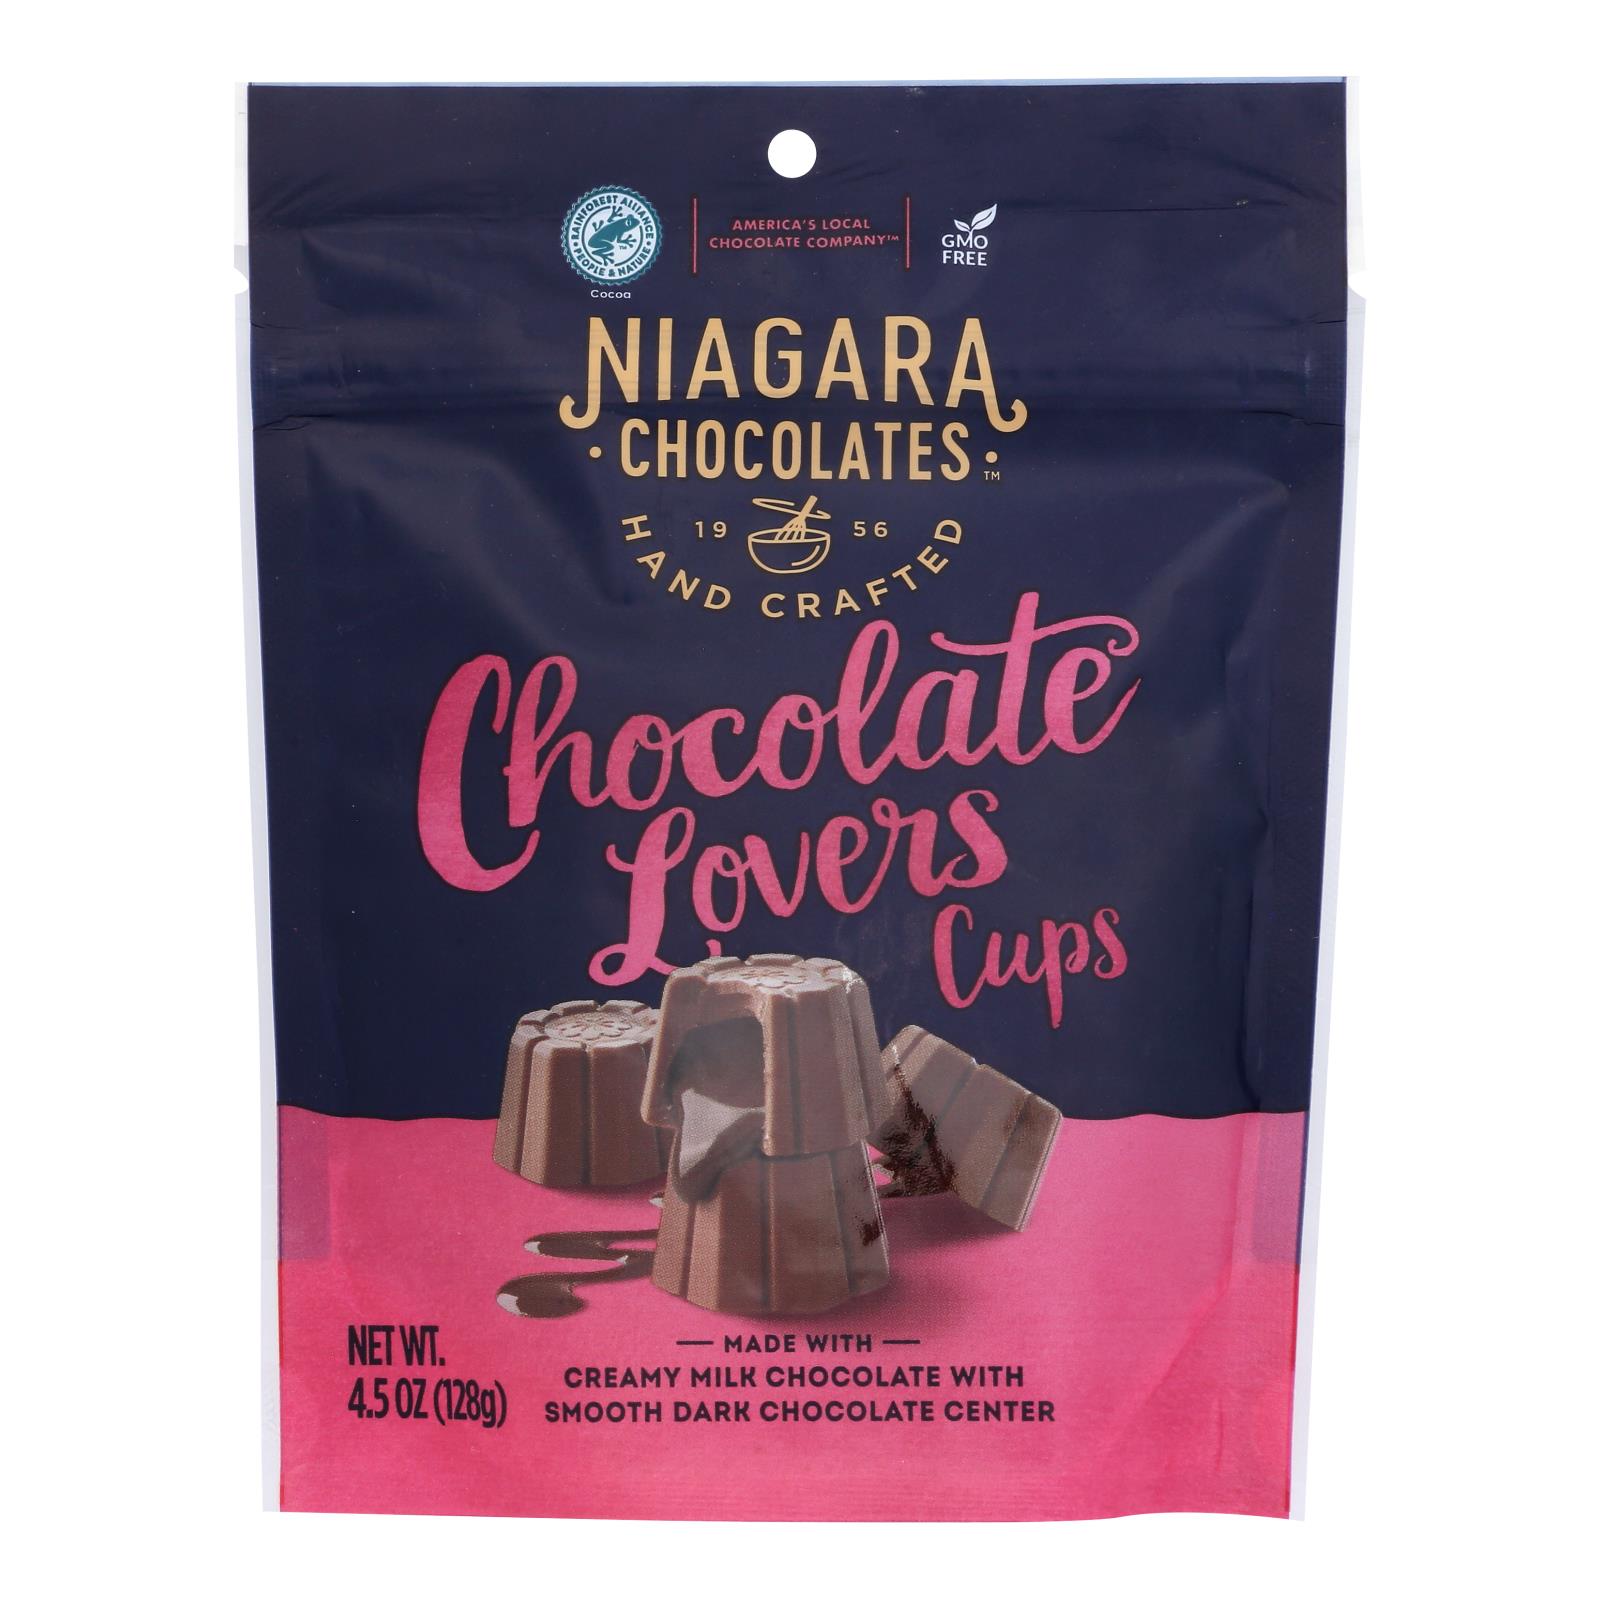 RAINFOREST ALLIANCE
• PEOPLE & NATURE •
TM
Cocoa
AMERICA'S LOCAL
CHOCOLATE COMPANY™
GMO
FREE
NIAGARA
• CHOCOLATES •™
19 56
HAND CRAFTED
Chocolate
Lovers
Cups
NET WT.
4.5 OZ (128g)
— MADE WITH —
CREAMY MILK CHOCOLATE WITH
SMOOTH DARK CHOCOLATE CENTER